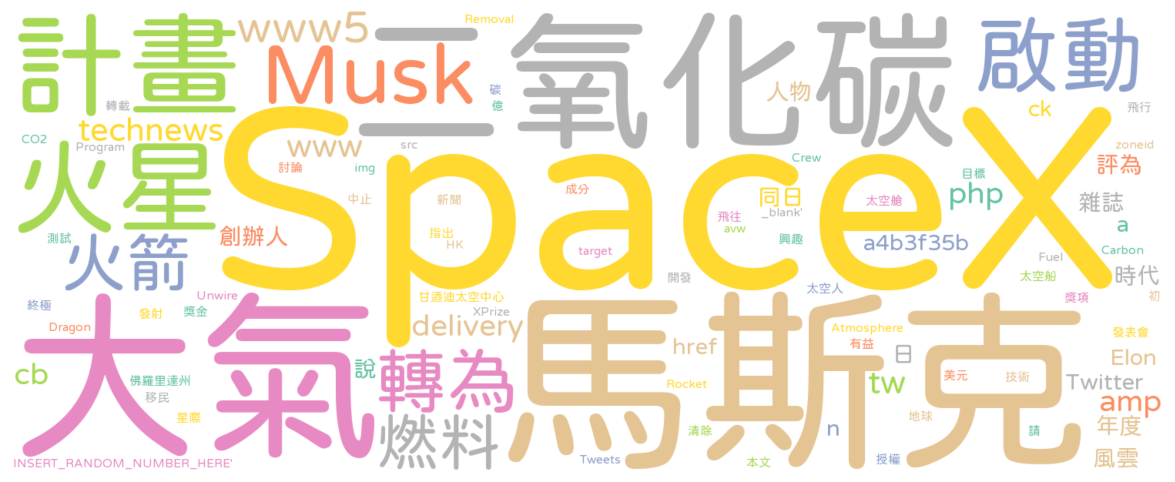 計畫
www5
Musk
Removal
一氧化碳
二氧化碳
啟動
轉載
碳
億
人物
ck
飛行
CO2
technews
Program
www
src
zoneid
火星
SpaceX
討論
img
中止
新聞
成分
Crew
同日
_blank'
太空艙
目標
php
評為
雜誌
測試
火箭
創辦人
指出
HK
target
飛往
avw
興趣
a4b3f35b
a
Carbon
Fuel
太空船
時代
開發
太空人
終極
Unwire
發射
獎金
甘迺迪太空中心
XPrize
獎項
初
Dragon
大氣
delivery
馬斯克
href
Atmosphere
有益
發表會
cb
佛羅里達州
移民
說
轉為
日
Elon
Rocket
tw
美元
技術
Twitter
amp
星際
燃料
清除
n
地球
請
年度
INSERT_RANDOM_NUMBER_HERE'
Tweets
本文
授權
風雲